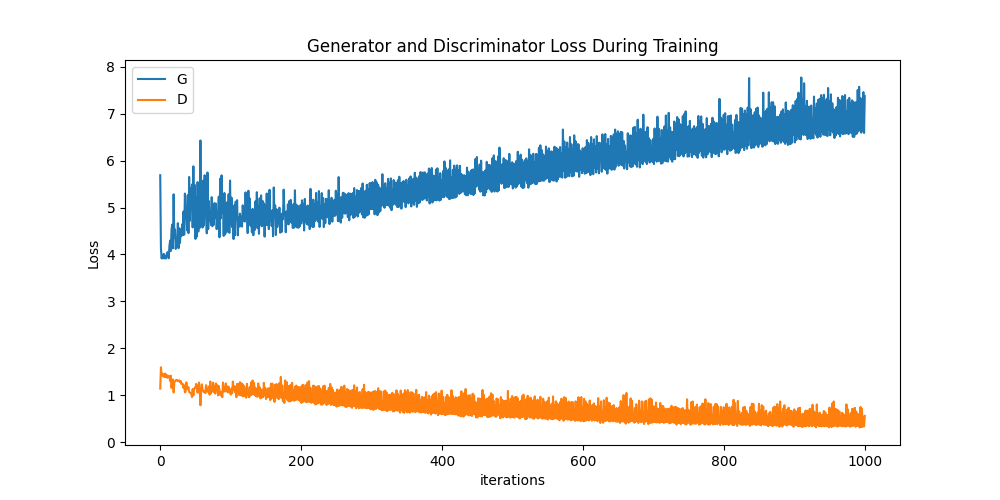 Generator and Discriminator Loss During Training
G
D
8
7
6
5
4
3
2
1
0
Loss
0 200 400 600 800 1000
iterations